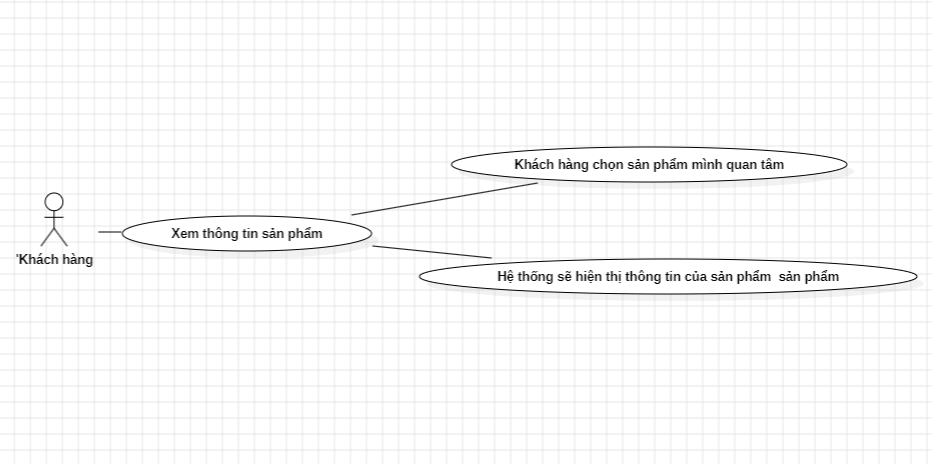 Khách hàng chọn sản phẩm mình quan tâm
Xem thông tin sản phẩm
'Khách hàng
Hệ thống sẽ hiện thị thông tin của sản phẩm  sản phẩm